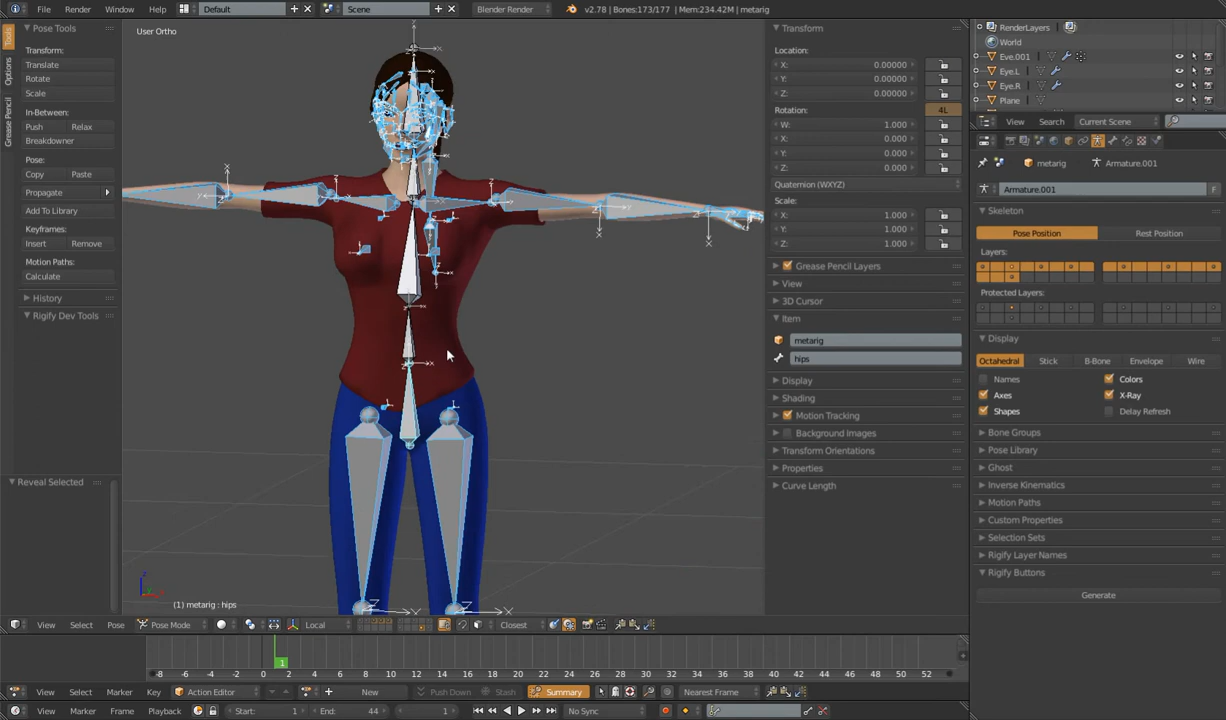 File Render Window Help Default Scene Blender Render v2.78 | Bones:173/177 | Mem:234.42M | metarig
Tools
Options
Grease Pencil
Pose Tools
Transform:
Translate
Rotate
Scale
In-Between:
Push Relax
Breakdowner
Pose:
Copy Paste
Propagate
Add To Library
Keyframes:
Insert Remove
Motion Paths:
Calculate
History
Rigify Dev Tools
Reveal Selected
User Ortho
(1) metarig : hips
View Select Pose Pose Mode Local Closest
Transform
Location:
X: 0.00000
Y: 0.00000
Z: 0.00000
Rotation: 4L
W: 1.000
X: 0.000
Y: 0.000
Z: 0.000
Quaternion (WXYZ)
Scale:
X: 1.000
Y: 1.000
Z: 1.000
Grease Pencil Layers
View
3D Cursor
Item
metarig
hips
Display
Shading
Motion Tracking
Background Images
Transform Orientations
Properties
Curve Length
RenderLayers
World
Eve.001
Eye.L
Eye.R
Plane
View Search Current Scene
metarig Armature.001
Armature.001 F
Skeleton
Pose Position Rest Position
Layers:
Protected Layers:
Display
Octahedral Stick B-Bone Envelope Wire
Names Colors
Axes X-Ray
Shapes Delay Refresh
Bone Groups
Pose Library
Ghost
Inverse Kinematics
Motion Paths
Custom Properties
Selection Sets
Rigify Layer Names
Rigify Buttons
Generate
-8 -6 -4 -2 0 2 4 6 8 10 12 14 16 18 20 22 24 26 28 30 32 34 36 38 40 42 44 46 48 50 52
1
View Select Marker Key Action Editor New Push Down Stash Summary Nearest Frame
View Marker Frame Playback Start: 1 End: 44 1 No Sync